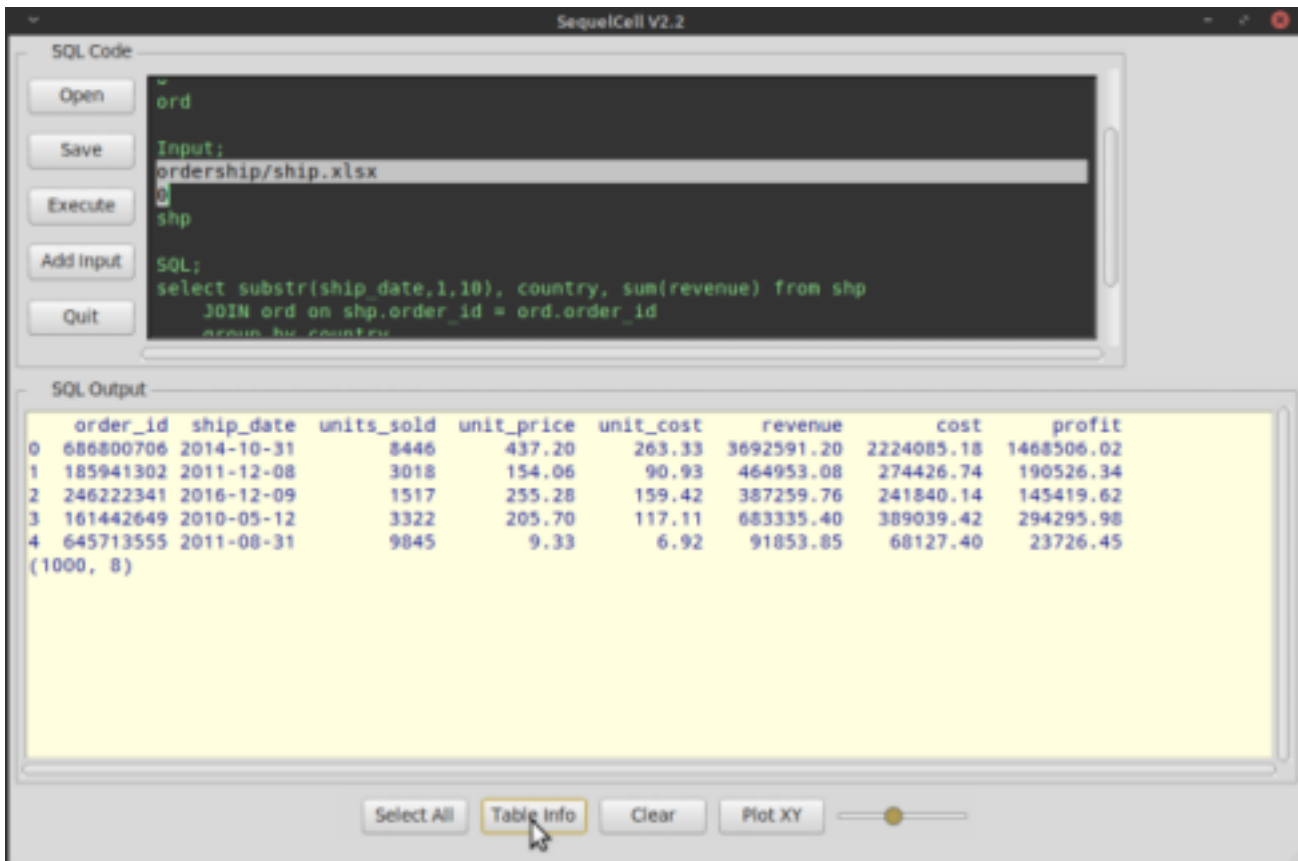 SequelCell V2.2
SQL Code
Open
Save
Execute
Add Input
Quit
ord
Input;
ordership/ship.xlsx
0
shp
SQL;
select substr(ship_date,1,10), country, sum(revenue) from shp
JOIN ord on shp.order_id = ord.order_id
group by country
SQL Output
order_id ship_date units_sold unit_price unit_cost revenue cost profit
0 686800706 2014-10-31 8446 437.20 263.33 3692591.20 2224085.18 1468506.02
1 185941302 2011-12-08 3018 154.06 90.93 464953.08 274426.74 190526.34
2 246222341 2016-12-09 1517 255.28 159.42 387259.76 241840.14 145419.62
3 161442649 2010-05-12 3322 205.70 117.11 683335.40 389039.42 294295.98
4 645713555 2011-08-31 9845 9.33 6.92 91853.85 68127.40 23726.45
(1000, 8)
Select All Table Info Clear Plot XY